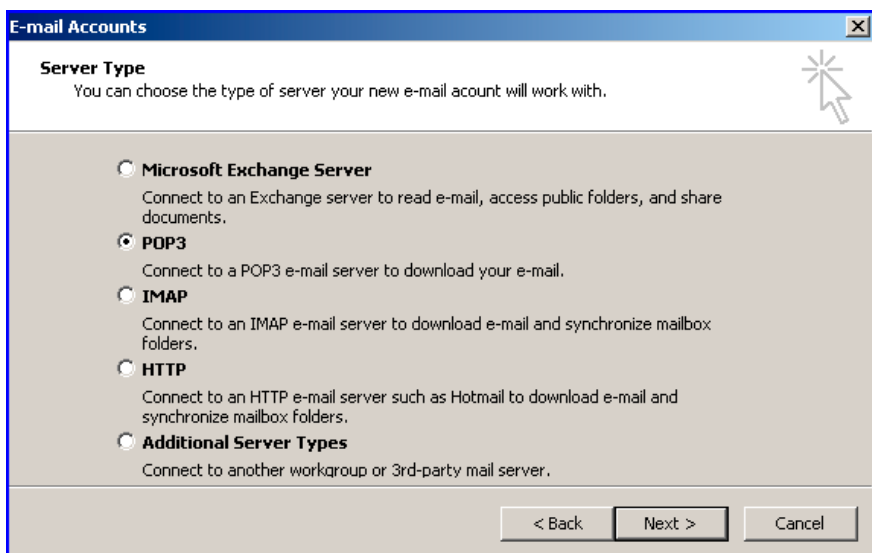 E-mail Accounts
Server Type
You can choose the type of server your new e-mail acount will work with.
Microsoft Exchange Server
Connect to an Exchange server to read e-mail, access public folders, and share
documents.
POP3
Connect to a POP3 e-mail server to download your e-mail.
IMAP
Connect to an IMAP e-mail server to download e-mail and synchronize mailbox
folders.
HTTP
Connect to an HTTP e-mail server such as Hotmail to download e-mail and
synchronize mailbox folders.
Additional Server Types
Connect to another workgroup or 3rd-party mail server.
< Back Next > Cancel